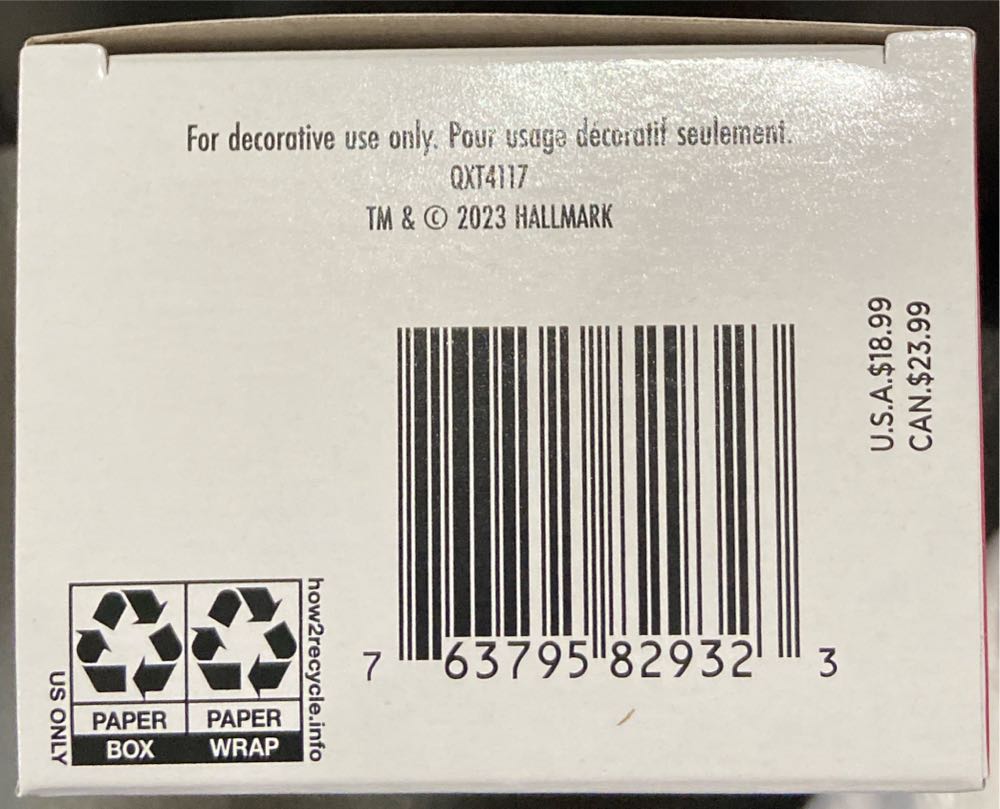 For decorative use only. Pour usage décoratif seulement.
QXT4117
TM & © 2023 HALLMARK
U.S.A.$18.99
CAN.$23.99
7 63795 82932 3
how2recycle.info
US ONLY
PAPER PAPER
BOX WRAP